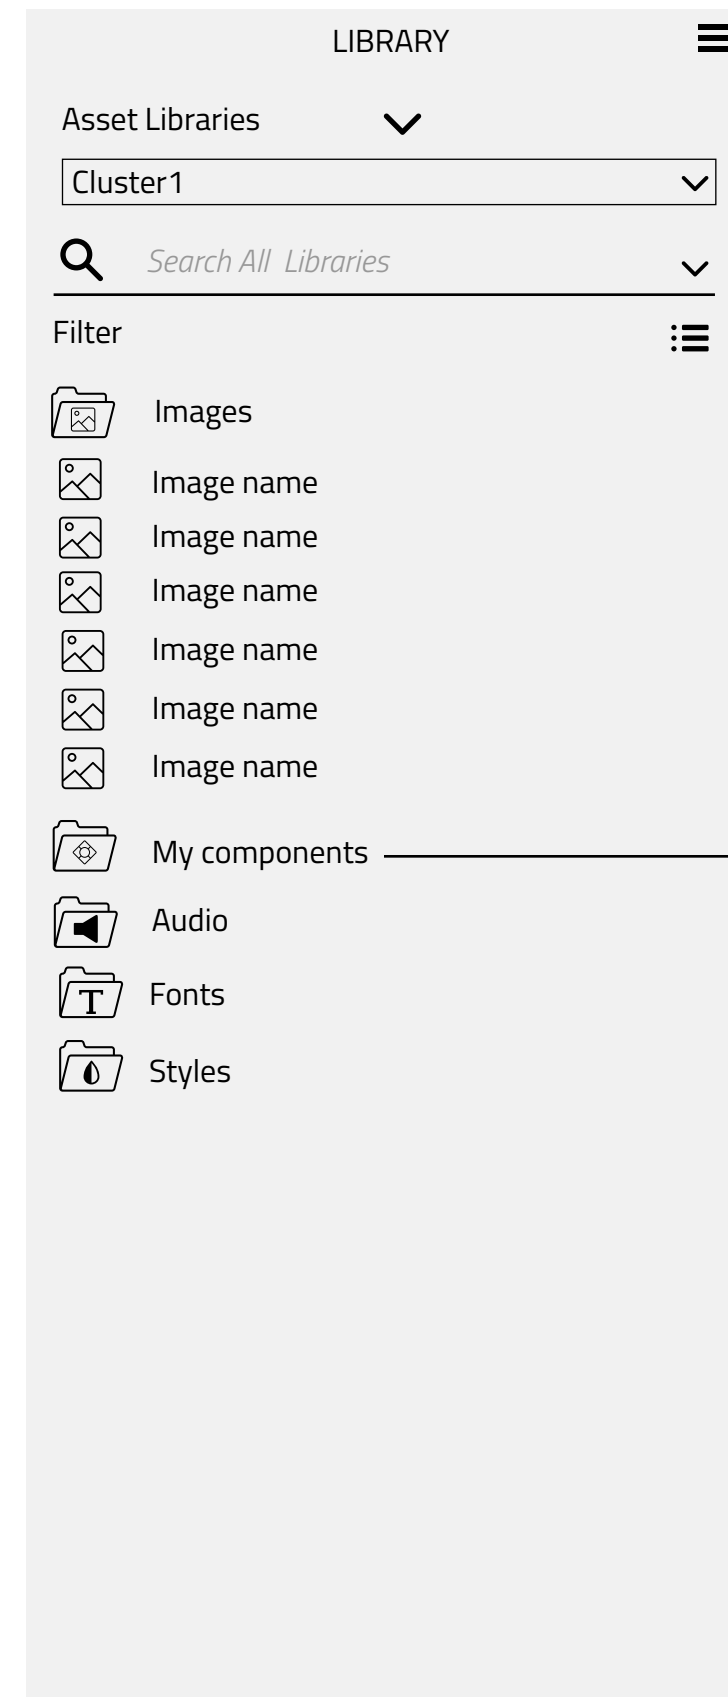 LIBRARY
Asset Libraries
Cluster1
Search All Libraries
Filter
Images
Image name
Image name
Image name
Image name
Image name
Image name
My components
Audio
T Fonts
Styles